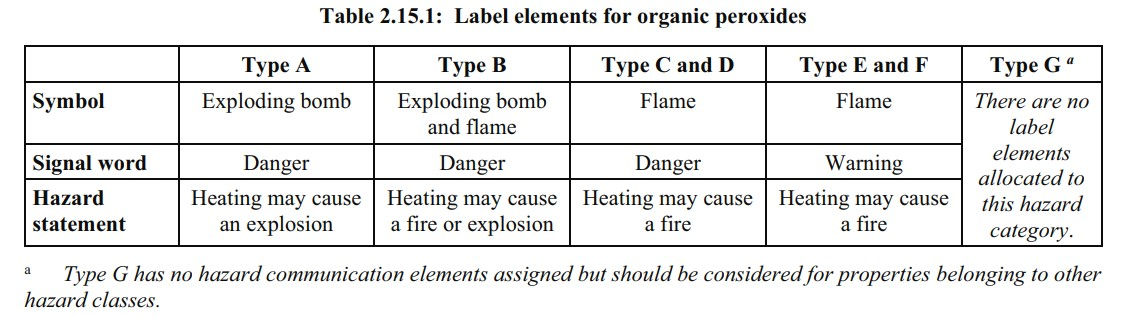 Table 2.15.1: Label elements for organic peroxides
Type A Type B Type C and D Type E and F Type G a
Symbol Exploding bomb Exploding bomb and flame Flame Flame There are no label elements allocated to this hazard category.
Signal word Danger Danger Danger Warning
Hazard statement Heating may cause an explosion Heating may cause a fire or explosion Heating may cause a fire Heating may cause a fire
a Type G has no hazard communication elements assigned but should be considered for properties belonging to other
hazard classes.